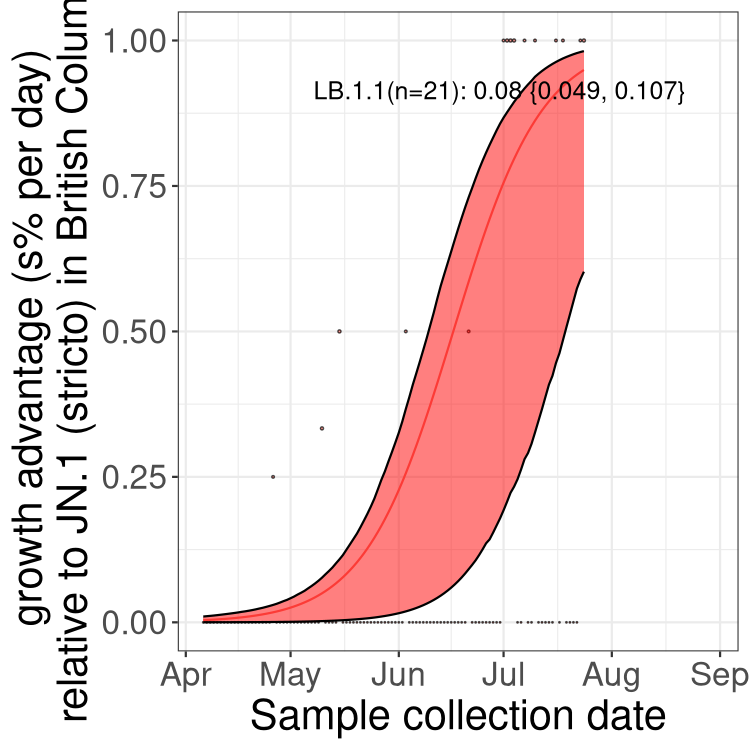 growth advantage (s% per day)
relative to JN.1 (stricto) in British Colum
1.00
0.75
0.50
0.25
0.00
LB.1.1(n=21): 0.08 {0.049, 0.107}
Apr May Jun Jul Aug Sep
Sample collection date